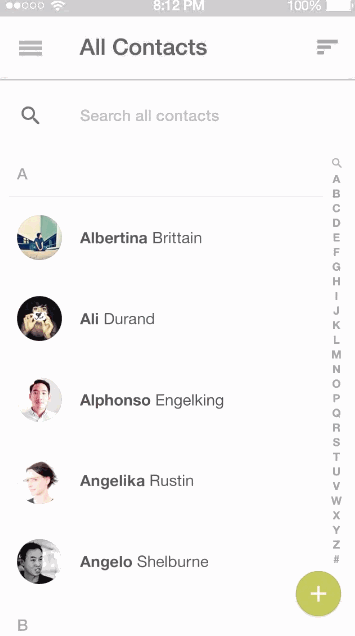 8:12 PM 100%
All Contacts
Search all contacts
A
Albertina Brittain
Ali Durand
Alphonso Engelking
Angelika Rustin
Angelo Shelburne
B
A
B
C
D
E
F
G
H
I
J
K
L
M
N
O
P
Q
R
S
T
U
V
W
X
Y
Z
#
+